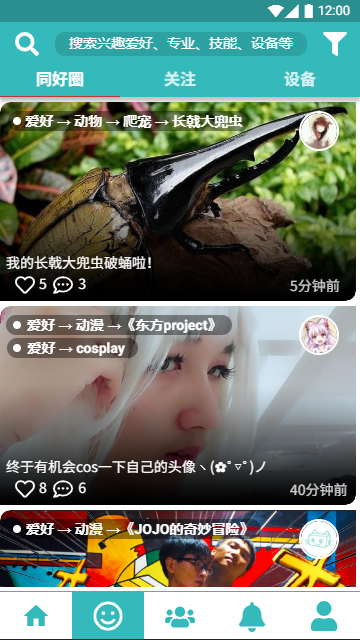 12:00
搜索兴趣爱好、专业、技能、设备等
同好圈
关注
设备
爱好 → 动物 → 爬宠 → 长戟大兜虫
我的长戟大兜虫破蛹啦!
5
3
5分钟前
爱好 → 动漫 →《东方project》
爱好 → cosplay
终于有机会cos一下自己的头像ヽ(✿ﾟ▽ﾟ)ノ
8
6
40分钟前
爱好 → 动漫 →《JOJO的奇妙冒险》